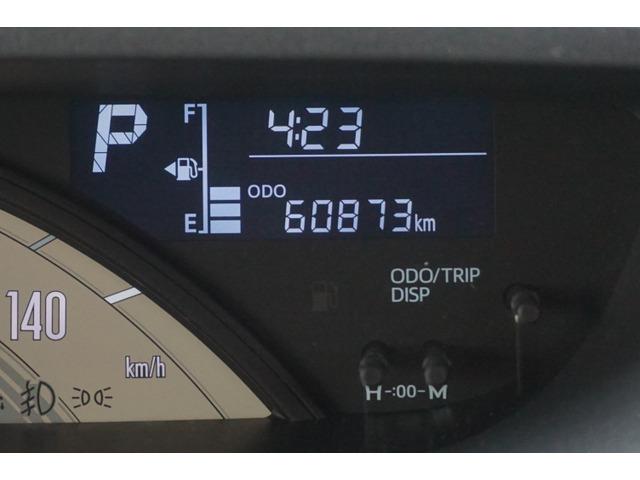 P
F
4:23
ODO
60873km
E
ODO/TRIP
DISP
140
km/h
H-:00-M